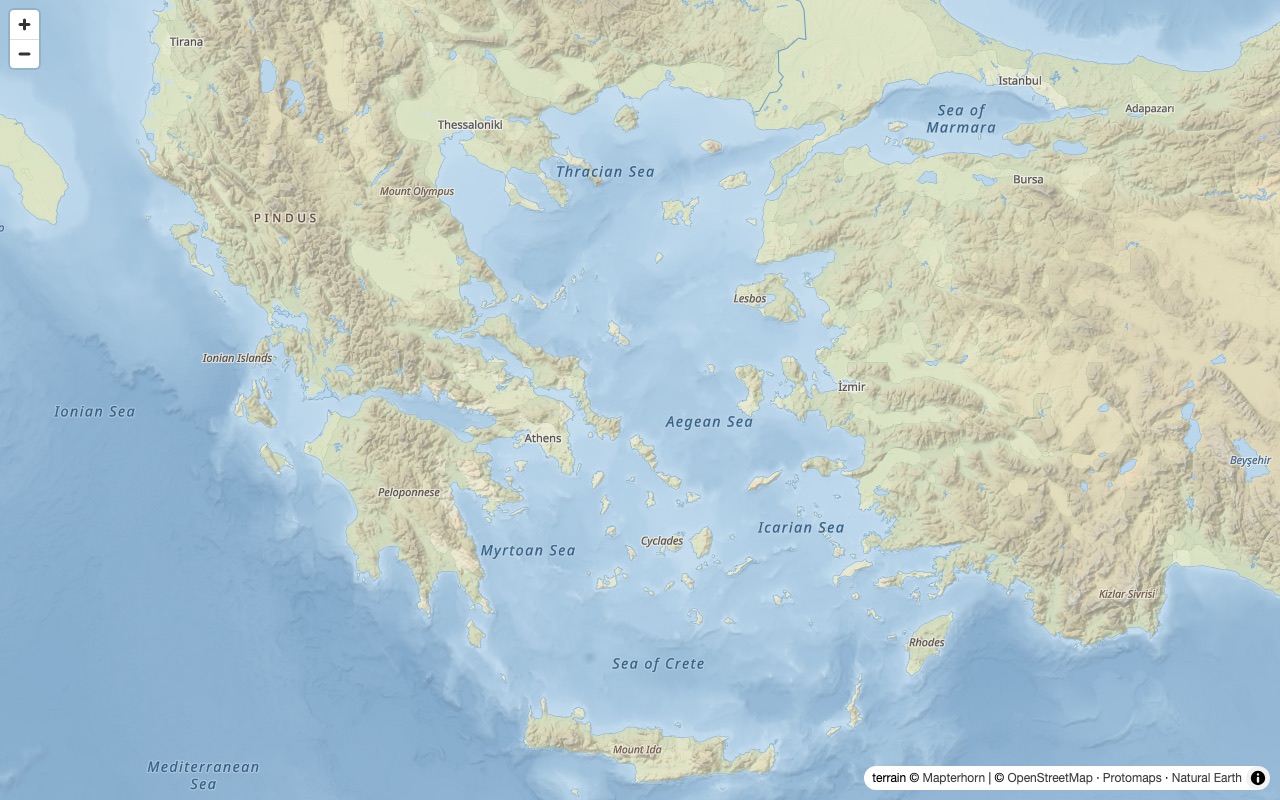 +
−
Tirana
Istanbul
Sea of
Marmara
Adapazarı
Thessaloniki
Thracian Sea
Bursa
Mount Olympus
PINDUS
Lesbos
Ionian Islands
İzmir
Ionian Sea
Aegean Sea
Athens
Beyşehir
Peloponnese
Icarian Sea
Cyclades
Myrtoan Sea
Kizlar Sivrisi
Rhodes
Sea of Crete
Mount Ida
Mediterranean
Sea
terrain © Mapterhorn | © OpenStreetMap · Protomaps · Natural Earth